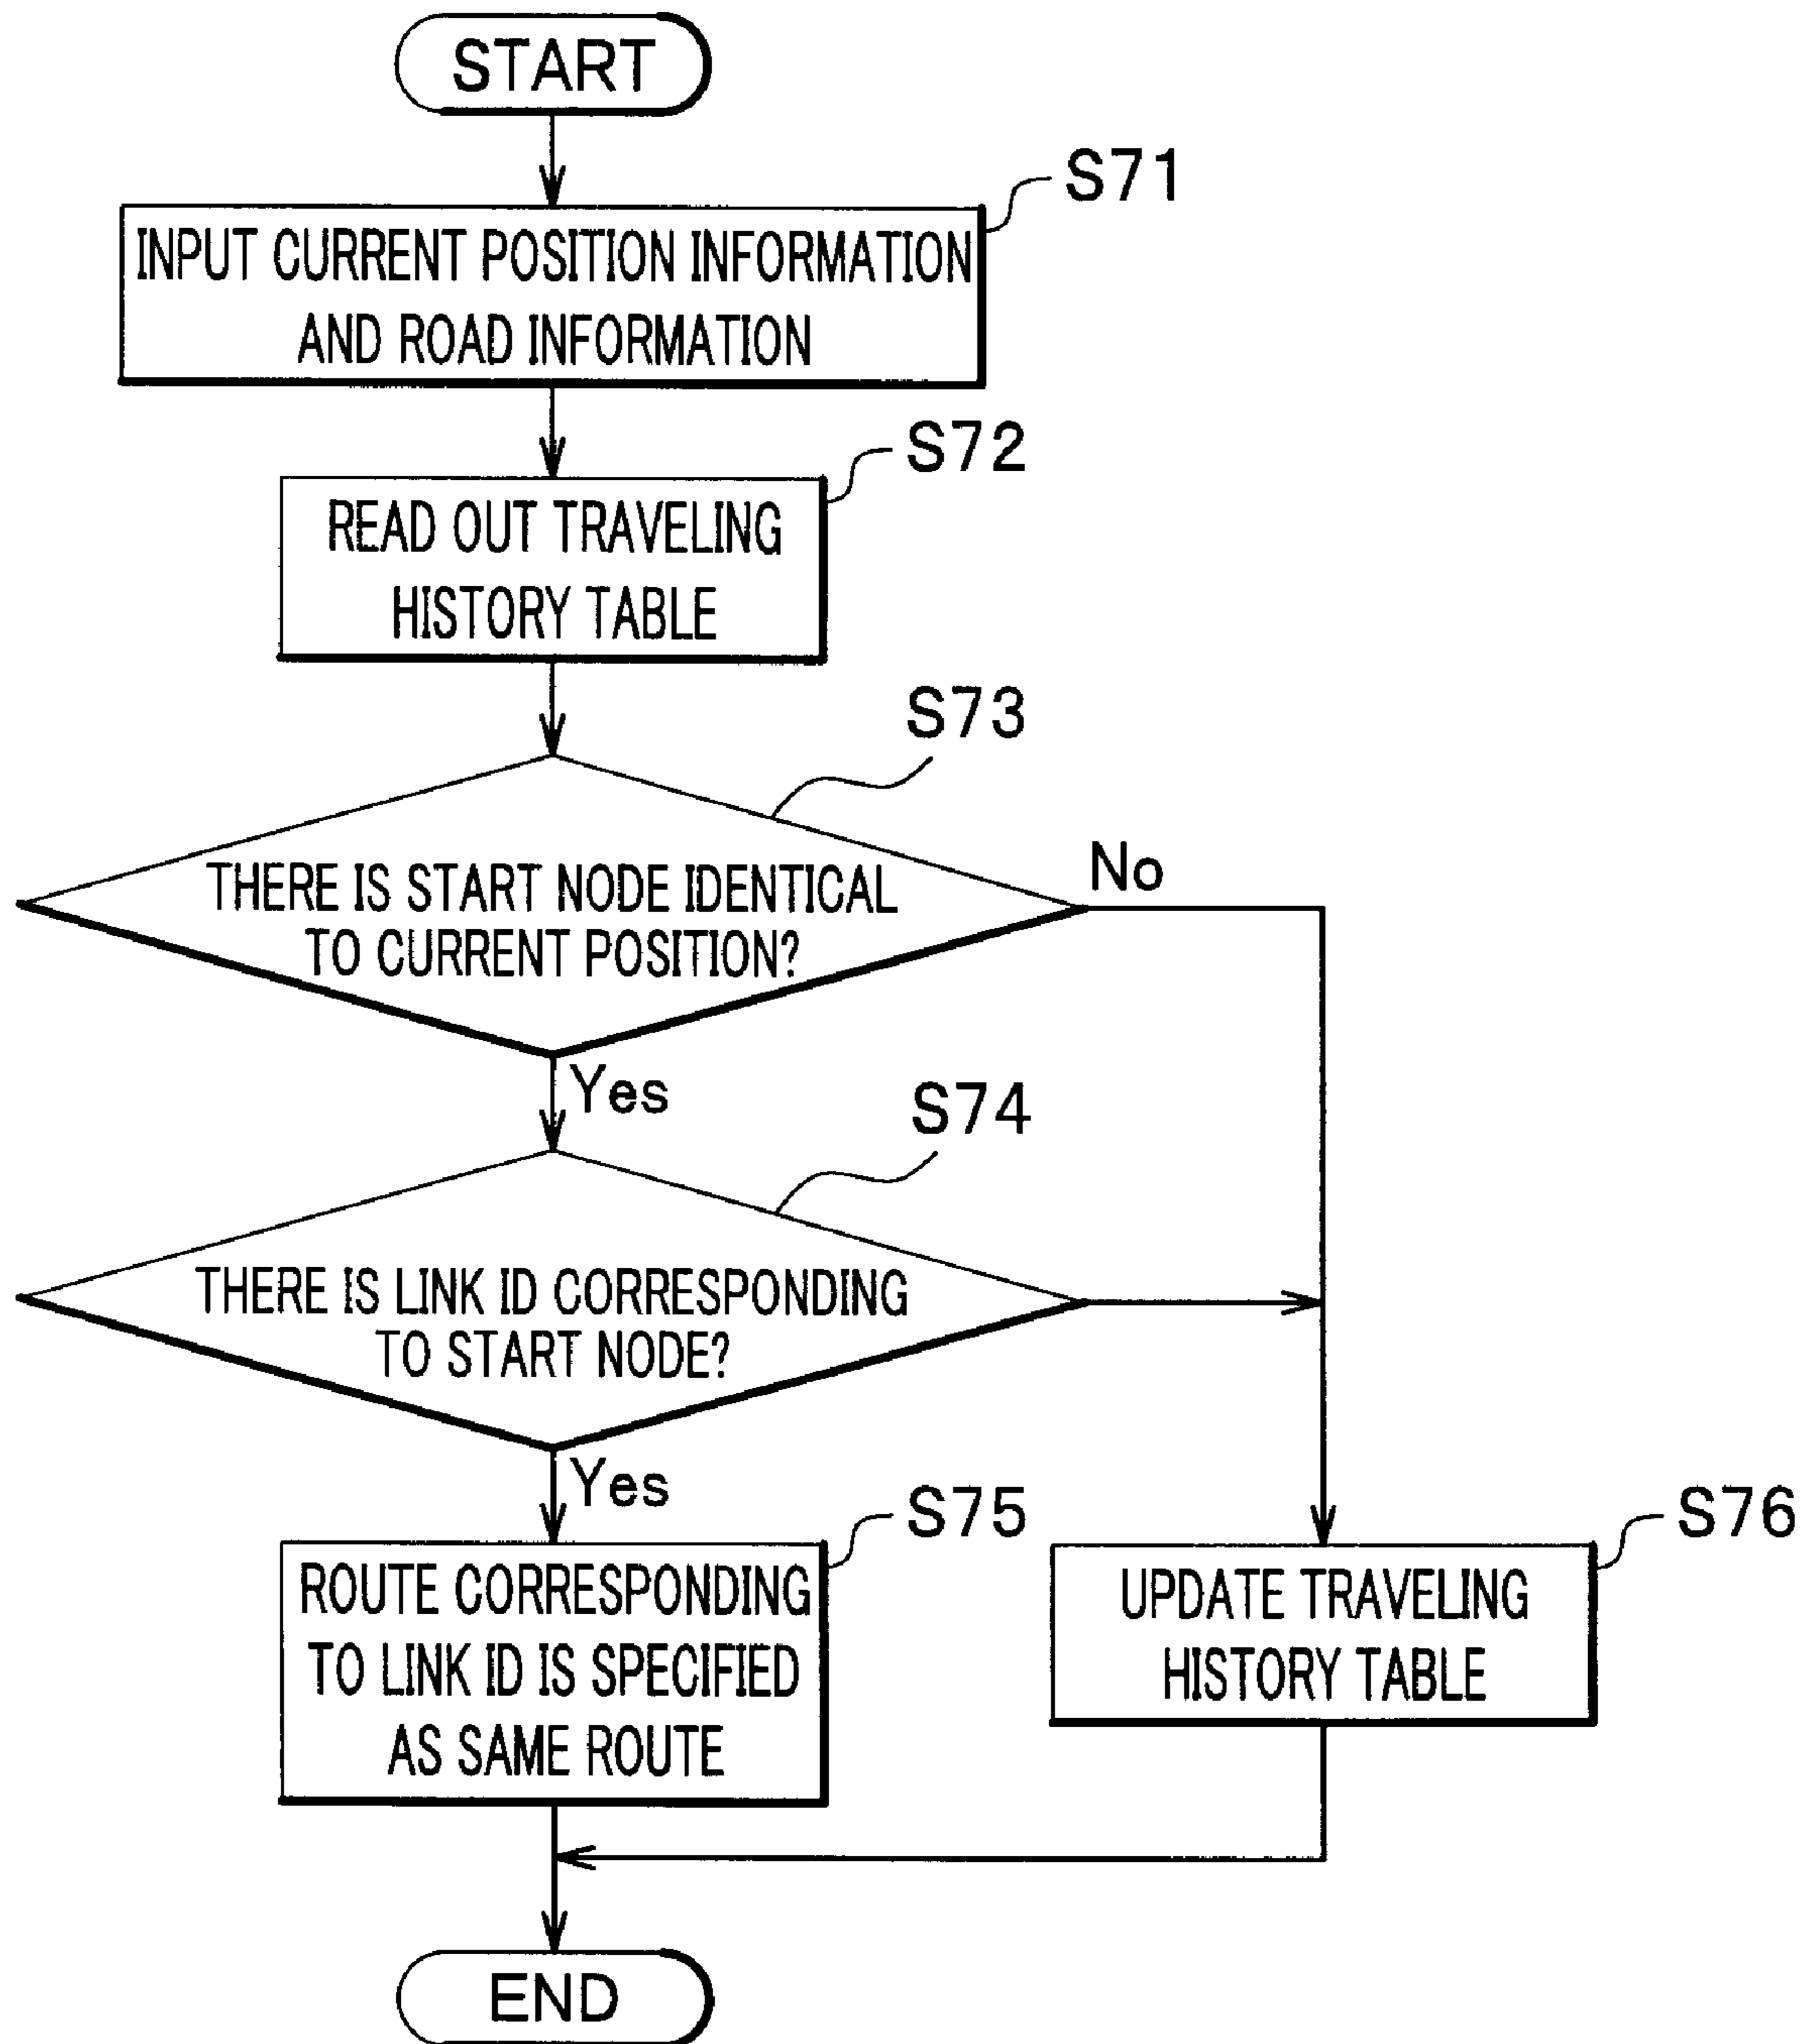 START
S71
INPUT CURRENT POSITION INFORMATION
AND ROAD INFORMATION
S72
READ OUT TRAVELING
HISTORY TABLE
S73
THERE IS START NODE IDENTICAL
TO CURRENT POSITION?
No
Yes
S74
THERE IS LINK ID CORRESPONDING
TO START NODE?
Yes
S75
ROUTE CORRESPONDING
TO LINK ID IS SPECIFIED
AS SAME ROUTE
S76
UPDATE TRAVELING
HISTORY TABLE
END